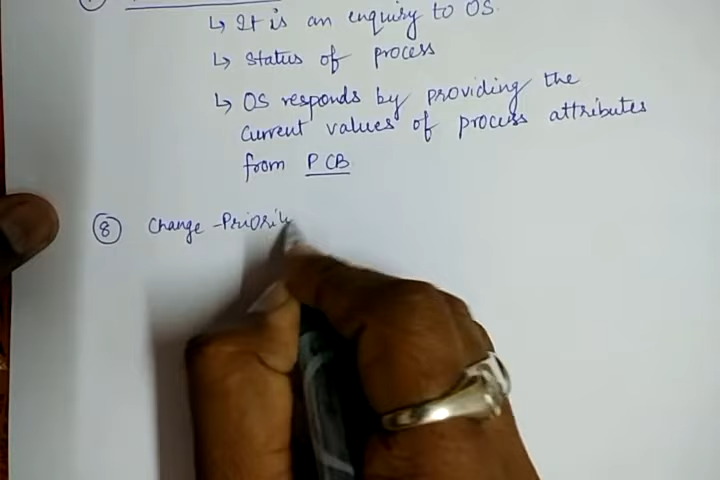 ↳ It is an enquiry to OS.
↳ status of process
↳ OS responds by providing the
current values of process attributes
from PCB
⑧ Change-Priorit